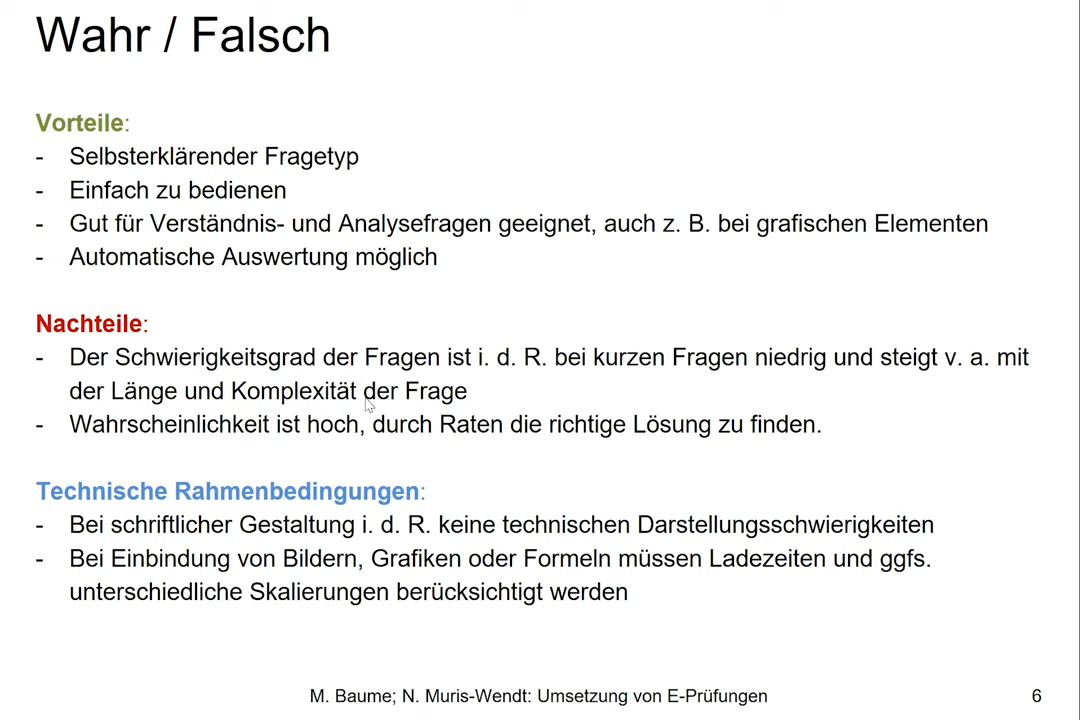 Wahr / Falsch
Vorteile:
- Selbsterklärender Fragetyp
- Einfach zu bedienen
- Gut für Verständnis- und Analysefragen geeignet, auch z. B. bei grafischen Elementen
- Automatische Auswertung möglich
Nachteile:
- Der Schwierigkeitsgrad der Fragen ist i. d. R. bei kurzen Fragen niedrig und steigt v. a. mit
der Länge und Komplexität der Frage
- Wahrscheinlichkeit ist hoch, durch Raten die richtige Lösung zu finden.
Technische Rahmenbedingungen:
- Bei schriftlicher Gestaltung i. d. R. keine technischen Darstellungsschwierigkeiten
- Bei Einbindung von Bildern, Grafiken oder Formeln müssen Ladezeiten und ggfs.
unterschiedliche Skalierungen berücksichtigt werden
M. Baume; N. Muris-Wendt: Umsetzung von E-Prüfungen
6